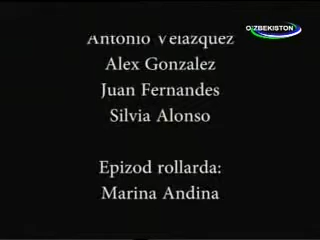 Antonio Velazquez
O'ZBEKISTON
Alex Gonzalez
Juan Fernandes
Silvia Alonso
Epizod rollarda:
Marina Andina